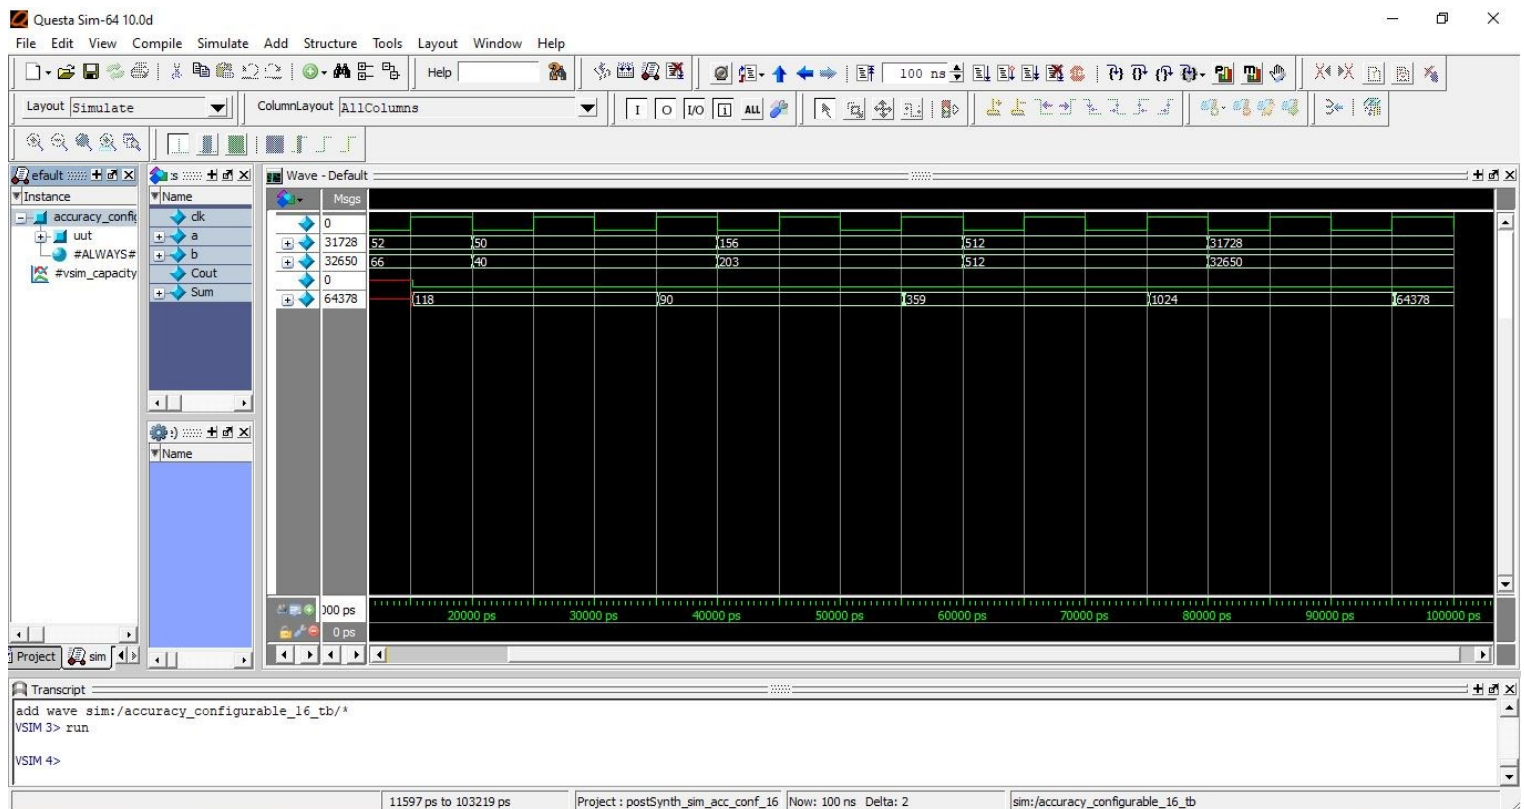 Questa Sim-64 10.0d
File Edit View Compile Simulate Add Structure Tools Layout Window Help
Help 100 ns
Layout Simulate ColumnLayout AllColumns I O I/O ALL
efault Wave - Default
Instance Name Msgs
accuracy_config clk 0
uut a 31728 52 50 156 512 31728
#ALWAYS# b 32650 66 40 203 512 32650
#vsim_capacity Cout 0
Sum 64378 118 90 359 1024 64378
Name
000 ps 20000 ps 30000 ps 40000 ps 50000 ps 60000 ps 70000 ps 80000 ps 90000 ps 100000 ps
0 ps
Project sim
Transcript
add wave sim:/accuracy_configurable_16_tb/*
VSIM 3> run
VSIM 4>
11597 ps to 103219 ps Project : postSynth_sim_acc_conf_16 Now: 100 ns Delta: 2 sim:/accuracy_configurable_16_tb